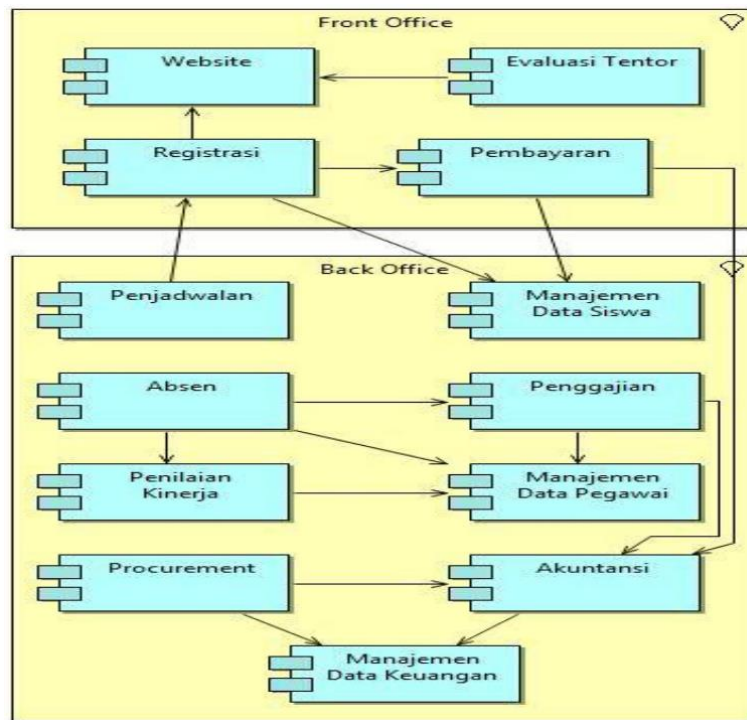 Front Office
Website
Evaluasi Tentor
Registrasi
Pembayaran
Back Office
Penjadwalan
Manajemen
Data Siswa
Absen
Penggajian
Penilaian
Kinerja
Manajemen
Data Pegawai
Procurement
Akuntansi
Manajemen
Data Keuangan